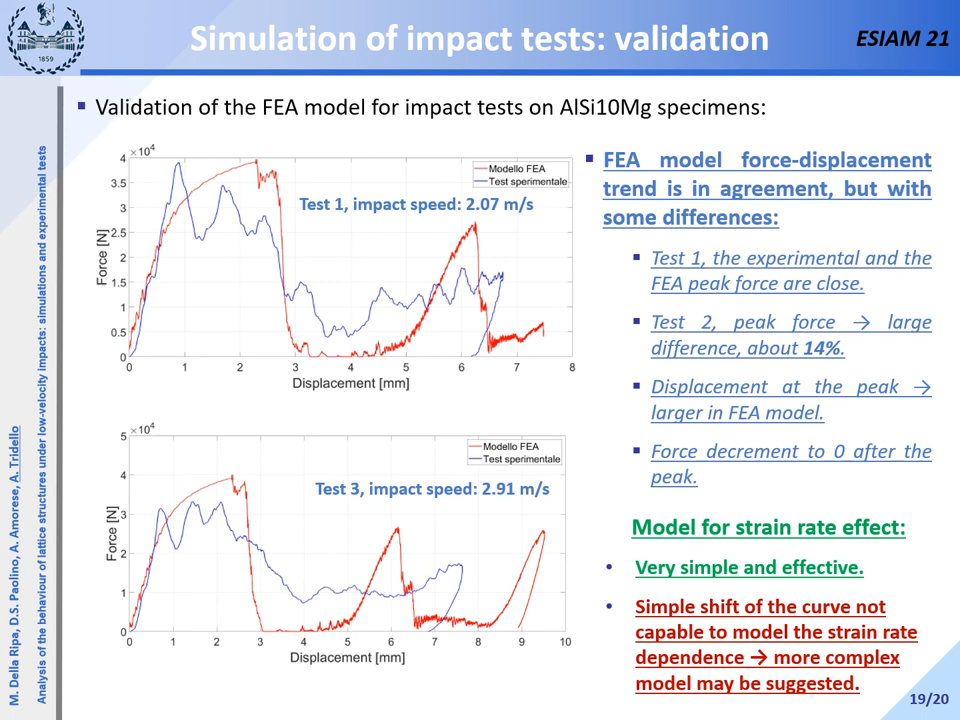 1859
Simulation of impact tests: validation
ESIAM 21
▪ Validation of the FEA model for impact tests on AlSi10Mg specimens:
M. Della Ripa, D.S. Paolino, A. Amorese, A. Tridello
Analysis of the behaviour of lattice structures under low-velocity impacts: simulations and experimental tests
×10^4
4
3.5
3
2.5
2
1.5
1
0.5
0
Force [N]
Modello FEA
Test sperimentale
Test 1, impact speed: 2.07 m/s
0 1 2 3 4 5 6 7 8
Displacement [mm]
×10^4
5
4
3
2
1
0
Force [N]
Modello FEA
Test sperimentale
Test 3, impact speed: 2.91 m/s
0 1 2 3 4 5 6 7 8 9 10
Displacement [mm]
▪ FEA model force-displacement
trend is in agreement, but with
some differences:
▪ Test 1, the experimental and the
FEA peak force are close.
▪ Test 2, peak force → large
difference, about 14%.
▪ Displacement at the peak →
larger in FEA model.
▪ Force decrement to 0 after the
peak.
Model for strain rate effect:
• Very simple and effective.
• Simple shift of the curve not
capable to model the strain rate
dependence → more complex
model may be suggested.
19/20